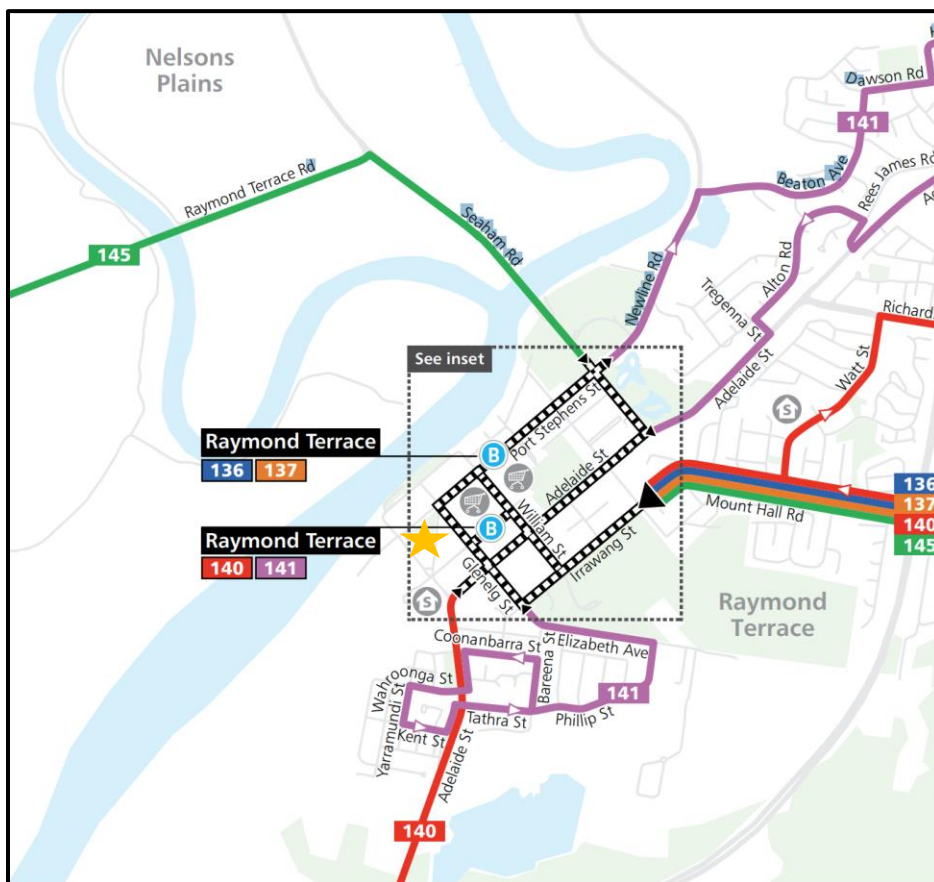 Nelsons
Plains
Dawson Rd
141
Beaton Ave
Rees James Rd
Raymond Terrace Rd
145
Seaham Rd
Newline Rd
Alton Rd
Tregenna St
Adelaide St
Richard
Watt St
See inset
Port Stephens St
Raymond Terrace
136 137
B
Adelaide St
S
136
137
140
145
Mount Hall Rd
William St
B
Raymond Terrace
140 141
Irrawang St
Glenelg St
S
Raymond
Terrace
Coonanbarra St
Elizabeth Ave
Bareena St
Wahroonga St
141
Yarramundi St
Tathra St
Phillip St
Kent St
Adelaide St
140